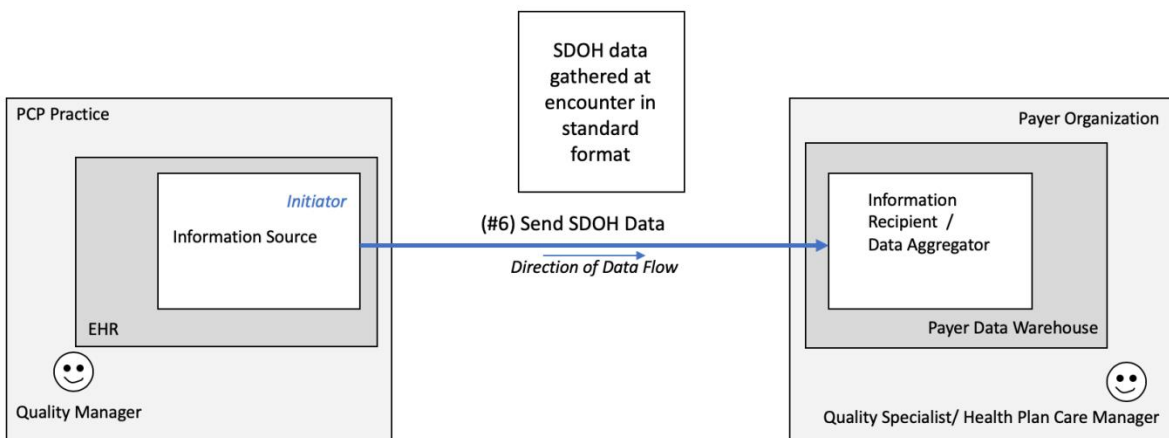 SDOH data
gathered at
encounter in
standard
format
PCP Practice
Initiator
Information Source
EHR
Quality Manager
(#6) Send SDOH Data
Direction of Data Flow
Payer Organization
Information
Recipient /
Data Aggregator
Payer Data Warehouse
Quality Specialist/ Health Plan Care Manager